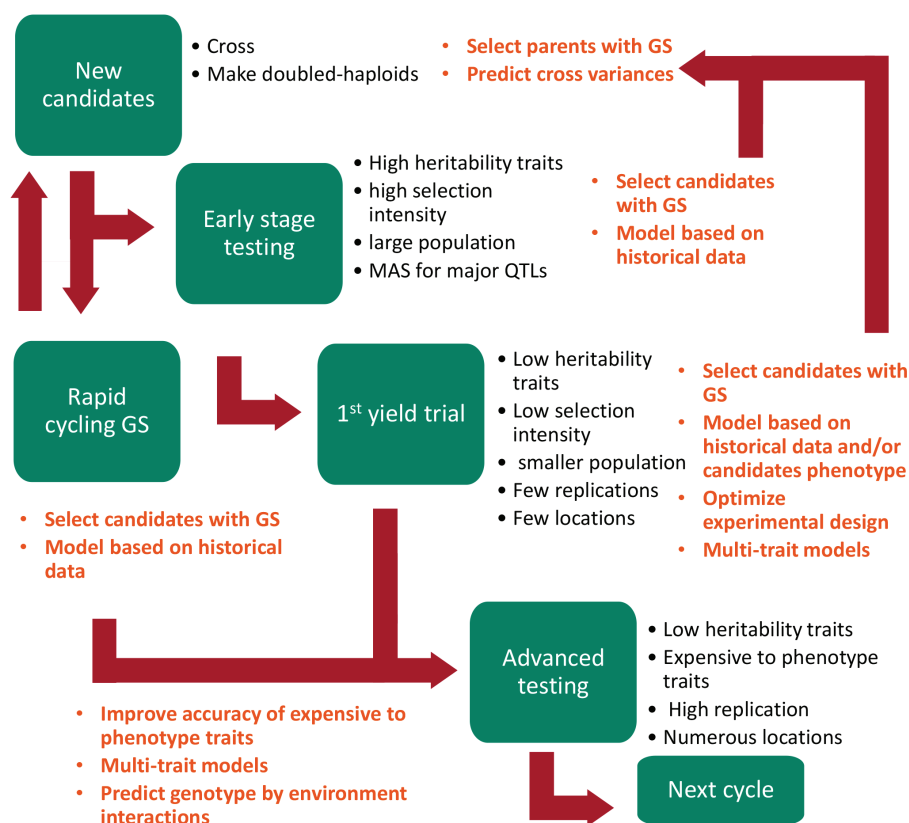 New
candidates
• Cross
• Make doubled-haploids
• Select parents with GS
• Predict cross variances
Early stage
testing
• High heritability traits
• high selection
intensity
• large population
• MAS for major QTLs
• Select candidates
with GS
• Model based on
historical data
Rapid
cycling GS
1st yield trial
• Low heritability
traits
• Low selection
intensity
• smaller population
• Few replications
• Few locations
• Select candidates with
GS
• Model based on
historical data and/or
candidates phenotype
• Optimize
experimental design
• Multi-trait models
• Select candidates with GS
• Model based on historical
data
Advanced
testing
• Low heritability traits
• Expensive to phenotype
traits
• High replication
• Numerous locations
• Improve accuracy of expensive to
phenotype traits
• Multi-trait models
• Predict genotype by environment
interactions
Next cycle